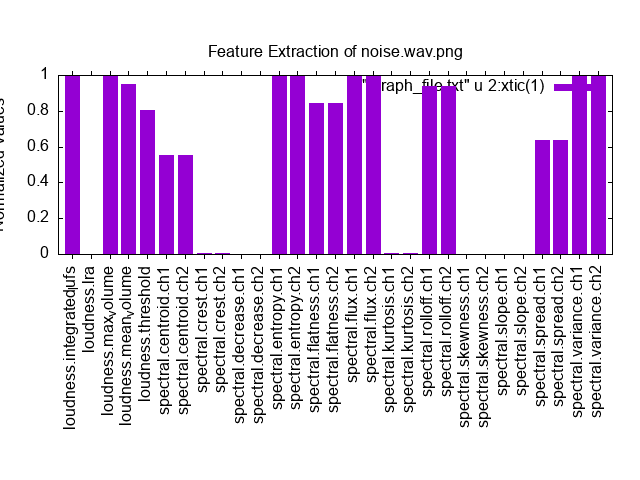 Feature Extraction of noise.wav.png
1
0.8
0.6
0.4
0.2
0
Normalized Values
"graph_file.txt" u 2:xtic(1)
loudness.integratedlufs
loudness.lra
loudness.maxvolume
loudness.meanvolume
loudness.threshold
spectral.centroid.ch1
spectral.centroid.ch2
spectral.crest.ch1
spectral.crest.ch2
spectral.decrease.ch1
spectral.decrease.ch2
spectral.entropy.ch1
spectral.entropy.ch2
spectral.flatness.ch1
spectral.flatness.ch2
spectral.flux.ch1
spectral.flux.ch2
spectral.kurtosis.ch1
spectral.kurtosis.ch2
spectral.rolloff.ch1
spectral.rolloff.ch2
spectral.skewness.ch1
spectral.skewness.ch2
spectral.slope.ch1
spectral.slope.ch2
spectral.spread.ch1
spectral.spread.ch2
spectral.variance.ch1
spectral.variance.ch2